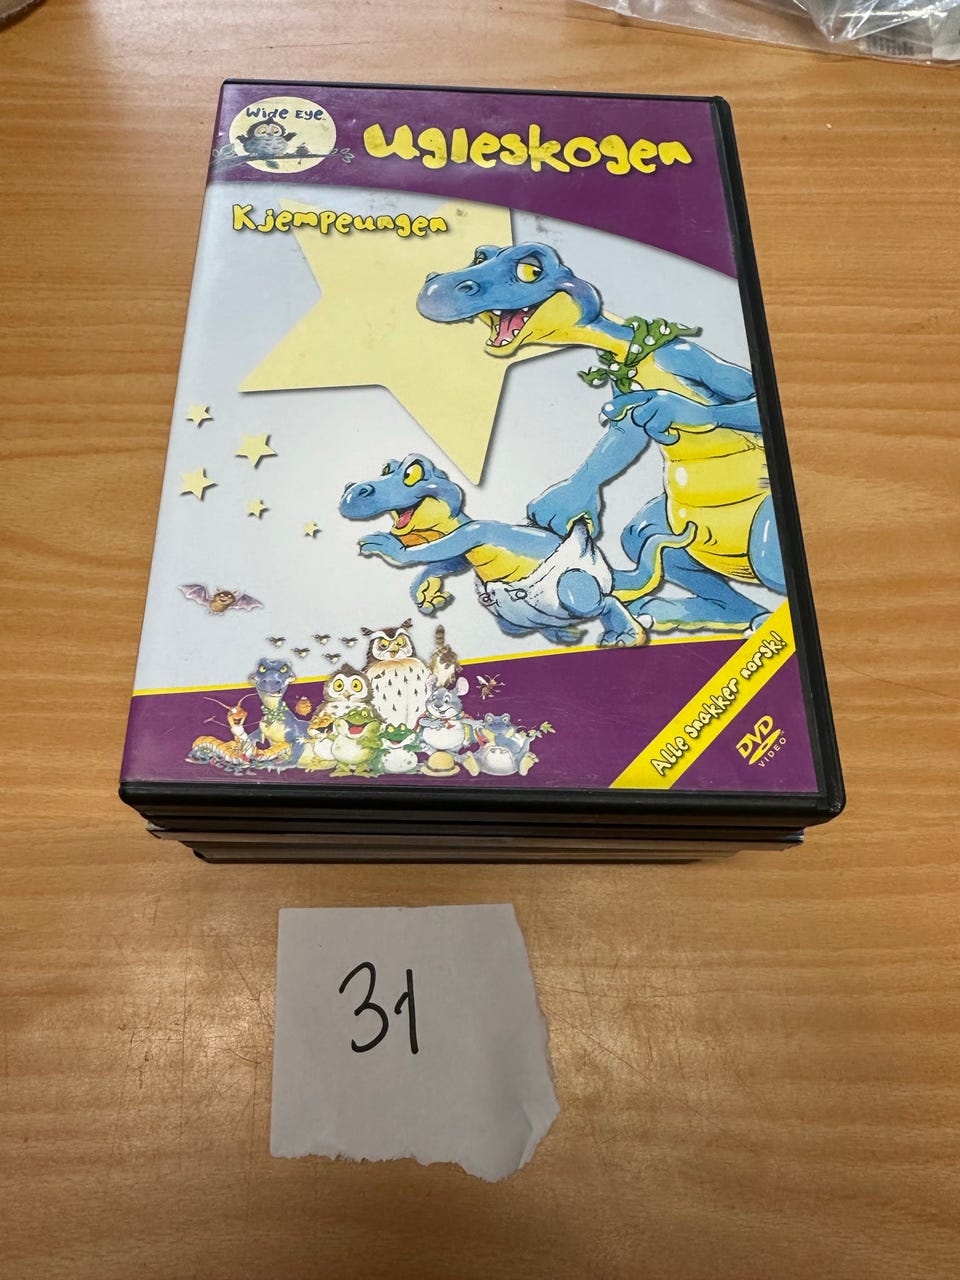 Wide Eye
Ugleskogen
Kjempeungen
Alle snakker norsk!
DVD
VIDEO
31